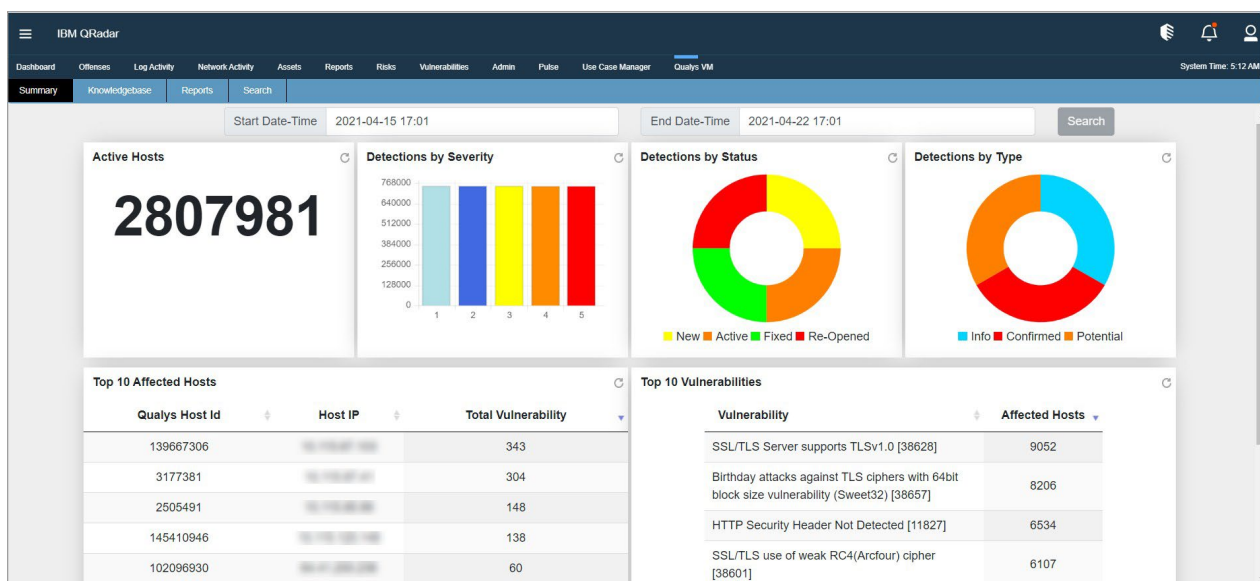 IBM QRadar
Dashboard Offenses Log Activity Network Activity Assets Reports Risks Vulnerabilities Admin Pulse Use Case Manager Qualys VM System Time: 5:12 AM
Summary Knowledgebase Reports Search
Start Date-Time 2021-04-15 17:01 End Date-Time 2021-04-22 17:01 Search
Active Hosts
2807981
Detections by Severity
768000
640000
512000
384000
256000
128000
0
1 2 3 4 5
Detections by Status
New Active Fixed Re-Opened
Detections by Type
Info Confirmed Potential
Top 10 Affected Hosts
Qualys Host Id Host IP Total Vulnerability
139667306 343
3177381 304
2505491 148
145410946 138
102096930 60
Top 10 Vulnerabilities
Vulnerability Affected Hosts
SSL/TLS Server supports TLSv1.0 [38628] 9052
Birthday attacks against TLS ciphers with 64bit
block size vulnerability (Sweet32) [38657] 8206
HTTP Security Header Not Detected [11827] 6534
SSL/TLS use of weak RC4(Arcfour) cipher
[38601] 6107